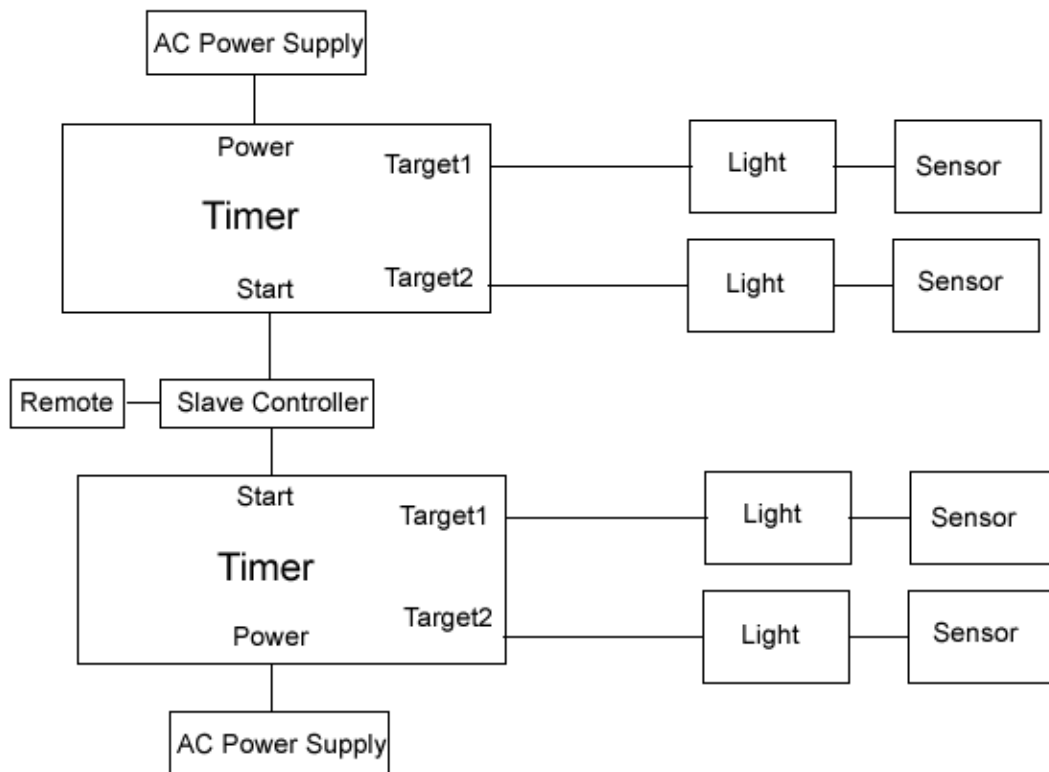 AC Power Supply
Power
Target1
Light
Sensor
Timer
Target2
Light
Sensor
Start
Remote
Slave Controller
Start
Target1
Light
Sensor
Timer
Target2
Light
Sensor
Power
AC Power Supply